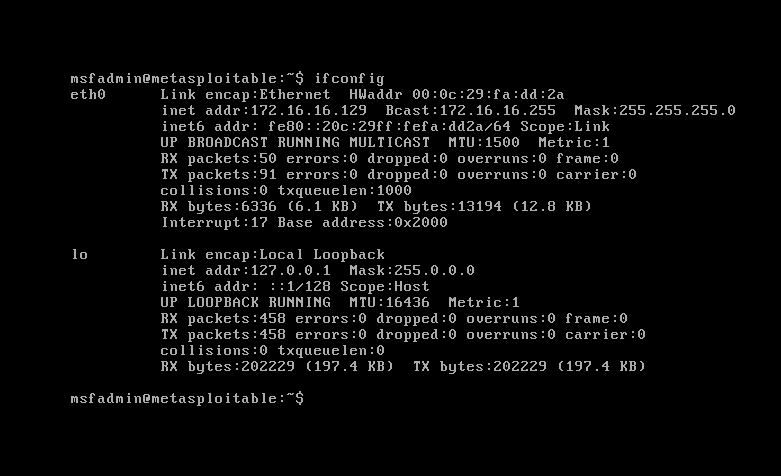 msfadmin@metasploitable:~$ ifconfig
eth0      Link encap:Ethernet  HWaddr 00:0c:29:fa:dd:2a
          inet addr:172.16.16.129  Bcast:172.16.16.255  Mask:255.255.255.0
          inet6 addr: fe80::20c:29ff:fefa:dd2a/64 Scope:Link
          UP BROADCAST RUNNING MULTICAST  MTU:1500  Metric:1
          RX packets:50 errors:0 dropped:0 overruns:0 frame:0
          TX packets:91 errors:0 dropped:0 overruns:0 carrier:0
          collisions:0 txqueuelen:1000
          RX bytes:6336 (6.1 KB)  TX bytes:13194 (12.8 KB)
          Interrupt:17 Base address:0x2000
lo        Link encap:Local Loopback
          inet addr:127.0.0.1  Mask:255.0.0.0
          inet6 addr: ::1/128 Scope:Host
          UP LOOPBACK RUNNING  MTU:16436  Metric:1
          RX packets:458 errors:0 dropped:0 overruns:0 frame:0
          TX packets:458 errors:0 dropped:0 overruns:0 carrier:0
          collisions:0 txqueuelen:0
          RX bytes:202229 (197.4 KB)  TX bytes:202229 (197.4 KB)
msfadmin@metasploitable:~$